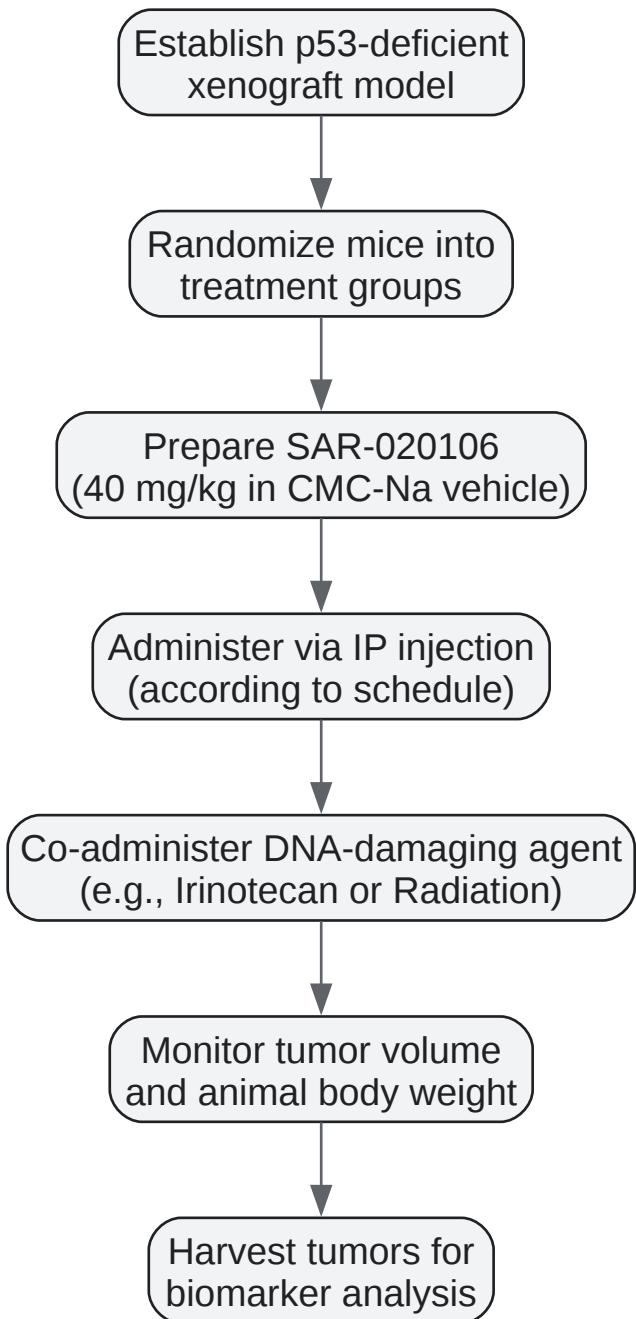 Establish p53-deficient
xenograft model
Randomize mice into
treatment groups
Prepare SAR-020106
(40 mg/kg in CMC-Na vehicle)
Administer via IP injection
(according to schedule)
Co-administer DNA-damaging agent
(e.g., Irinotecan or Radiation)
Monitor tumor volume
and animal body weight
Harvest tumors for
biomarker analysis